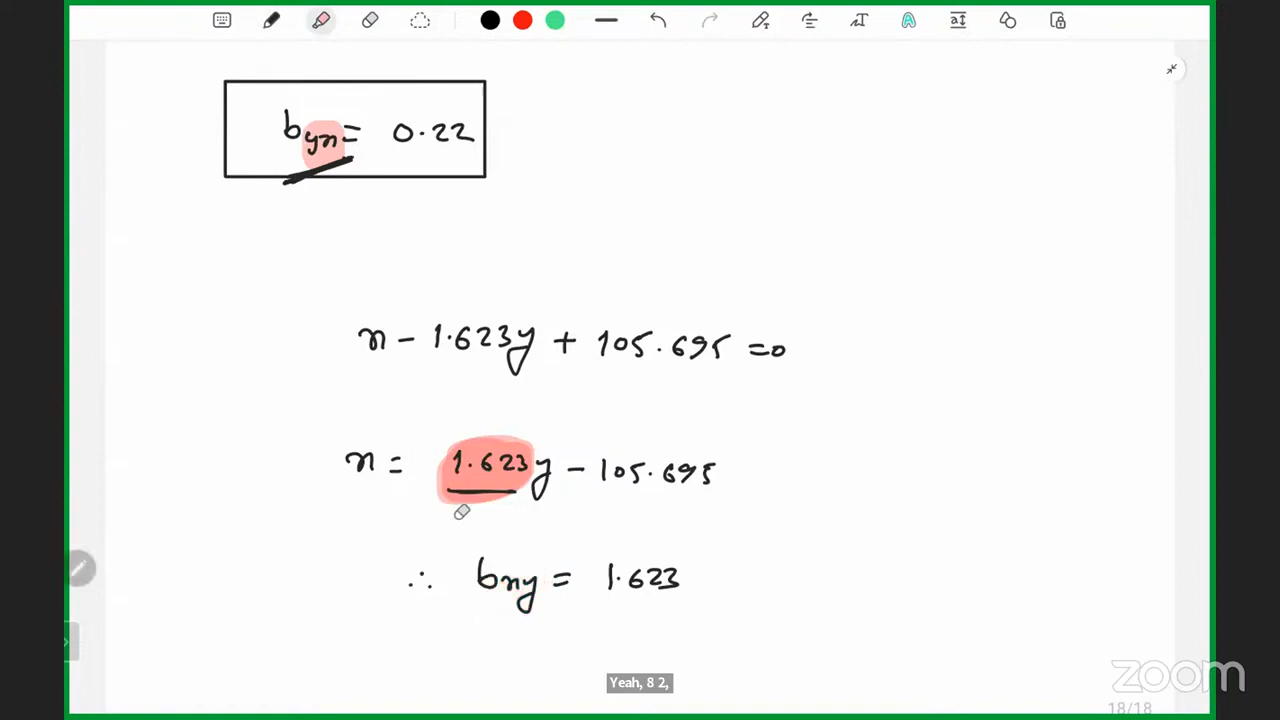 byx = 0.22
x - 1.623y + 105.695 = 0
x = 1.623y - 105.695
∴ bxy = 1.623
Yeah, 8 2,
zoom
18/18